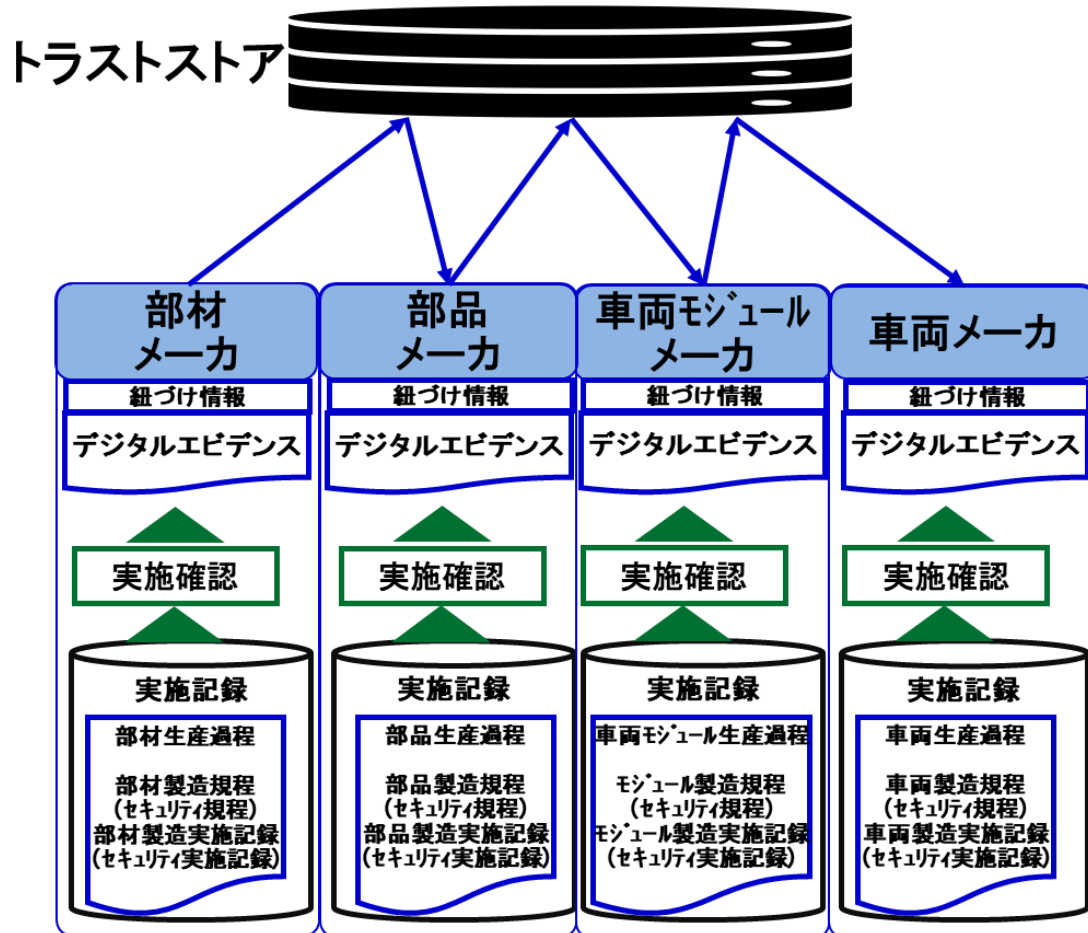 トラストストア
部材
メーカ
紐づけ情報
デジタルエビデンス
実施確認
実施記録
部材生産過程
部材製造規程
(セキュリティ規程)
部材製造実施記録
(セキュリティ実施記録)
部品
メーカ
紐づけ情報
デジタルエビデンス
実施確認
実施記録
部品生産過程
部品製造規程
(セキュリティ規程)
部品製造実施記録
(セキュリティ実施記録)
車両ﾓｼﾞｭｰﾙ
メーカ
紐づけ情報
デジタルエビデンス
実施確認
実施記録
車両ﾓｼﾞｭｰﾙ生産過程
ﾓｼﾞｭｰﾙ製造規程
(セキュリティ規程)
ﾓｼﾞｭｰﾙ製造実施記録
(セキュリティ実施記録)
車両メーカ
紐づけ情報
デジタルエビデンス
実施確認
実施記録
車両生産過程
車両製造規程
(セキュリティ規程)
車両製造実施記録
(セキュリティ実施記録)